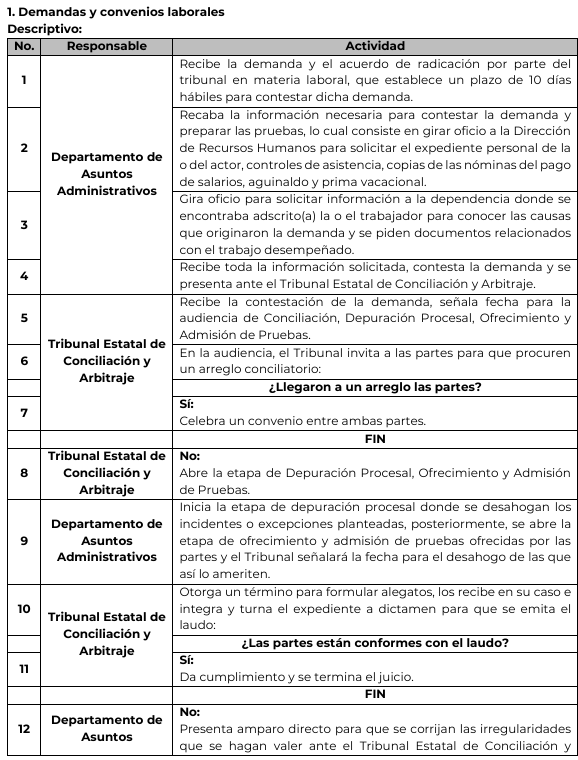 1. Demandas y convenios laborales
Descriptivo:
No. Responsable Actividad
1
Departamento de
Asuntos
Administrativos
Recibe la demanda y el acuerdo de radicación por parte del
tribunal en materia laboral, que establece un plazo de 10 días
hábiles para contestar dicha demanda.
2
Recaba la información necesaria para contestar la demanda y
preparar las pruebas, lo cual consiste en girar oficio a la Dirección
de Recursos Humanos para solicitar el expediente personal de la
o del actor, controles de asistencia, copias de las nóminas del pago
de salarios, aguinaldo y prima vacacional.
3
Gira oficio para solicitar información a la dependencia donde se
encontraba adscrito(a) la o el trabajador para conocer las causas
que originaron la demanda y se piden documentos relacionados
con el trabajo desempeñado.
4
Recibe toda la información solicitada, contesta la demanda y se
presenta ante el Tribunal Estatal de Conciliación y Arbitraje.
5
Tribunal Estatal de
Conciliación y
Arbitraje
Recibe la contestación de la demanda, señala fecha para la
audiencia de Conciliación, Depuración Procesal, Ofrecimiento y
Admisión de Pruebas.
6
En la audiencia, el Tribunal invita a las partes para que procuren
un arreglo conciliatorio:
¿Llegaron a un arreglo las partes?
7
Sí:
Celebra un convenio entre ambas partes.
FIN
8
Tribunal Estatal de
Conciliación y
Arbitraje
No:
Abre la etapa de Depuración Procesal, Ofrecimiento y Admisión
de Pruebas.
9
Departamento de
Asuntos
Administrativos
Inicia la etapa de depuración procesal donde se desahogan los
incidentes o excepciones planteadas, posteriormente, se abre la
etapa de ofrecimiento y admisión de pruebas ofrecidas por las
partes y el Tribunal señalará la fecha para el desahogo de las que
así lo ameriten.
10
Tribunal Estatal de
Conciliación y
Arbitraje
Otorga un término para formular alegatos, los recibe en su caso e
integra y turna el expediente a dictamen para que se emita el
laudo:
¿Las partes están conformes con el laudo?
11
Sí:
Da cumplimiento y se termina el juicio.
FIN
12
Departamento de
Asuntos
No:
Presenta amparo directo para que se corrijan las irregularidades
que se hagan valer ante el Tribunal Estatal de Conciliación y